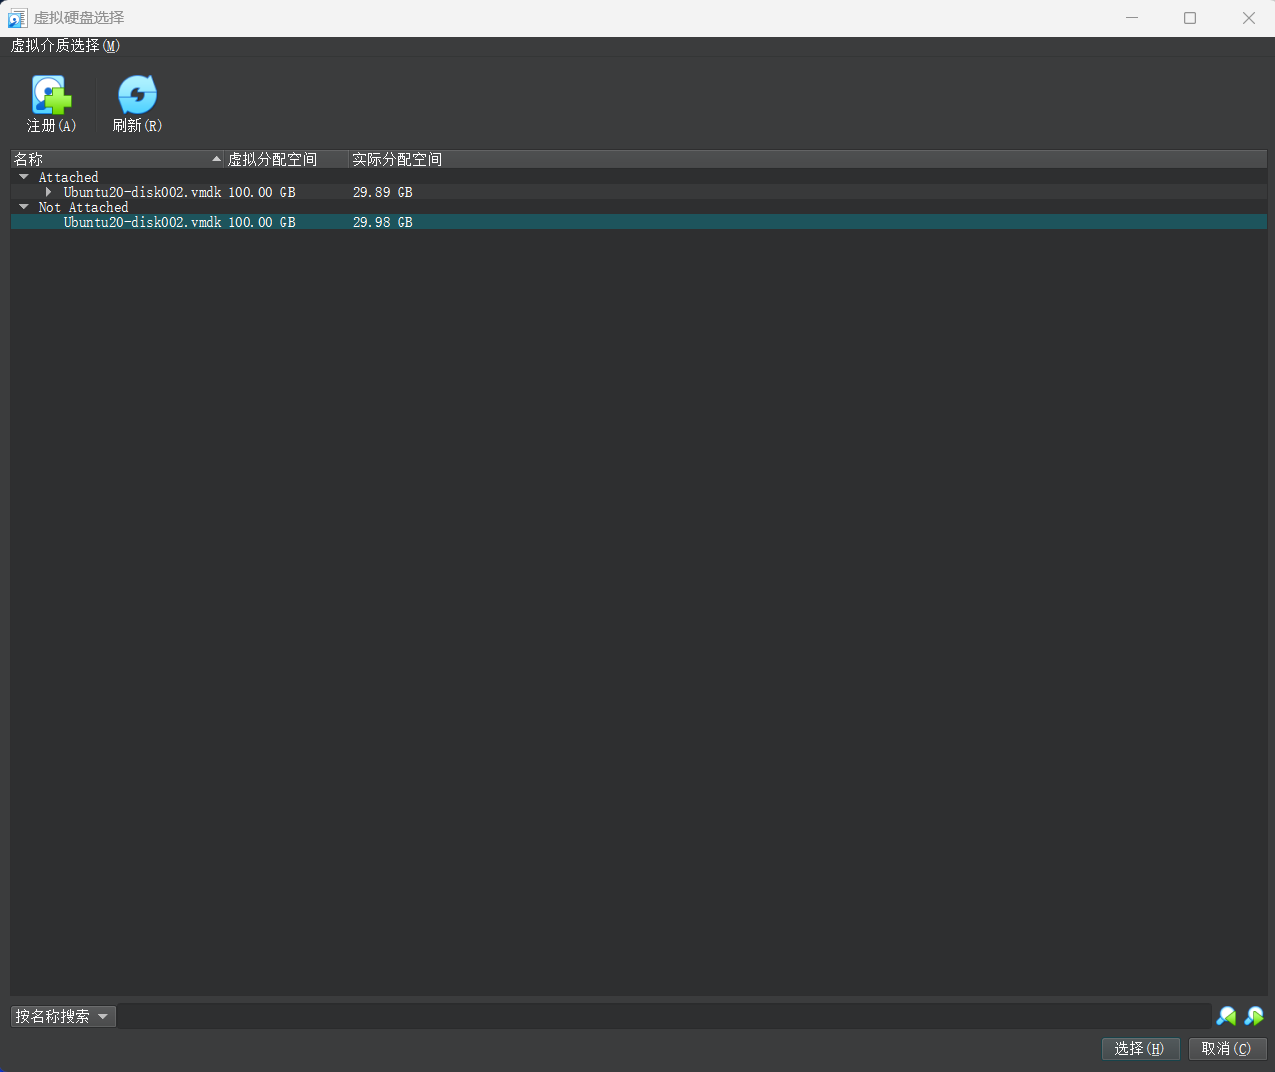 虚拟硬盘选择
虚拟介质选择(M)
注册(A) 刷新(R)
名称 虚拟分配空间 实际分配空间
Attached
Ubuntu20-disk002.vmdk 100.00 GB 29.89 GB
Not Attached
Ubuntu20-disk002.vmdk 100.00 GB 29.98 GB
按名称搜索
选择(H) 取消(C)